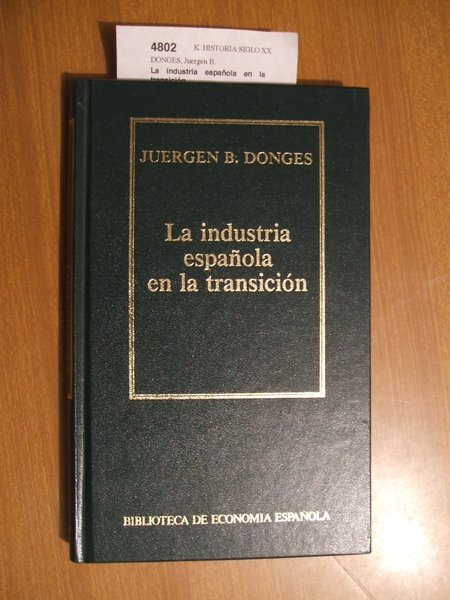 4802 K. HISTORIA SIGLO XX
DONGES, Juergen B.
La industria española en la
transición
JUERGEN B. DONGES
La industria
española
en la transición
BIBLIOTECA DE ECONOMIA ESPAÑOLA